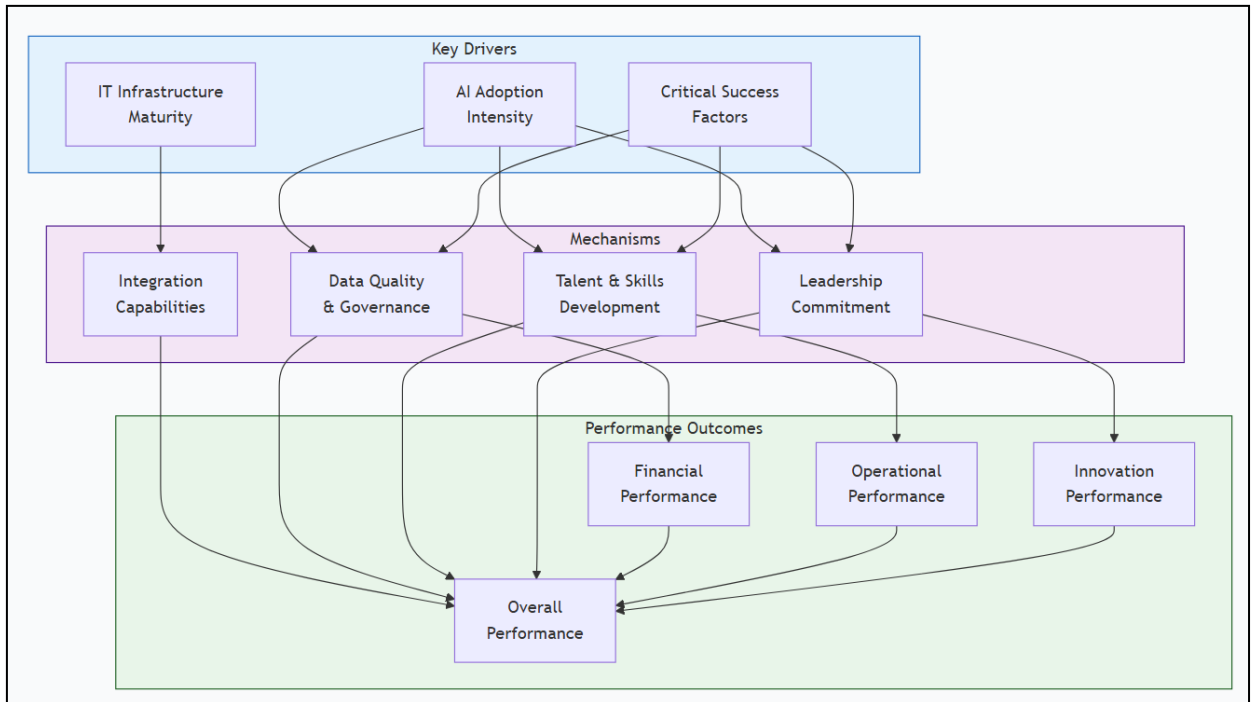 Key Drivers
IT Infrastructure
Maturity
AI Adoption
Intensity
Critical Success
Factors
Mechanisms
Integration
Capabilities
Data Quality
& Governance
Talent & Skills
Development
Leadership
Commitment
Performance Outcomes
Financial
Performance
Operational
Performance
Innovation
Performance
Overall
Performance